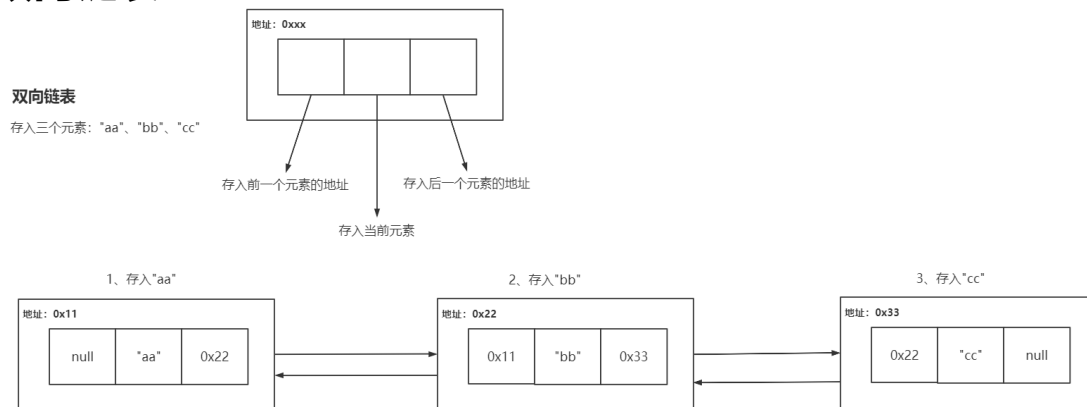 地址：0xxx
双向链表
存入三个元素："aa"、"bb"、"cc"
存入前一个元素的地址
存入后一个元素的地址
存入当前元素
1、存入"aa"
2、存入"bb"
3、存入"cc"
地址：0x11
null "aa" 0x22
地址：0x22
0x11 "bb" 0x33
地址：0x33
0x22 "cc" null